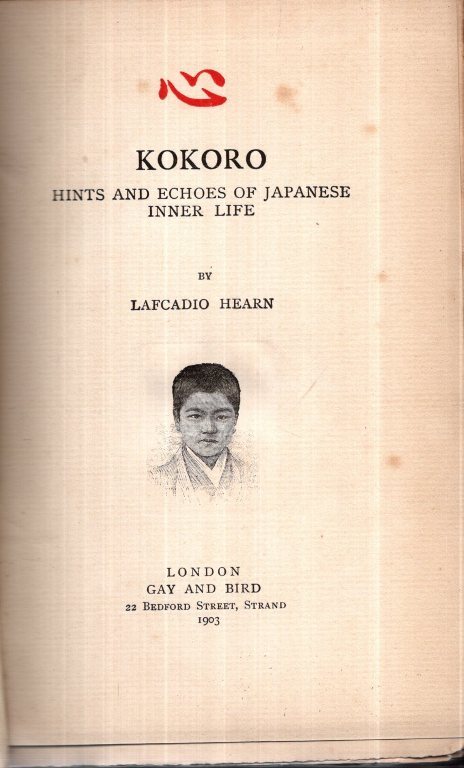 心
KOKORO
HINTS AND ECHOES OF JAPANESE
INNER LIFE
BY
LAFCADIO HEARN
LONDON
GAY AND BIRD
22 BEDFORD STREET, STRAND
1903